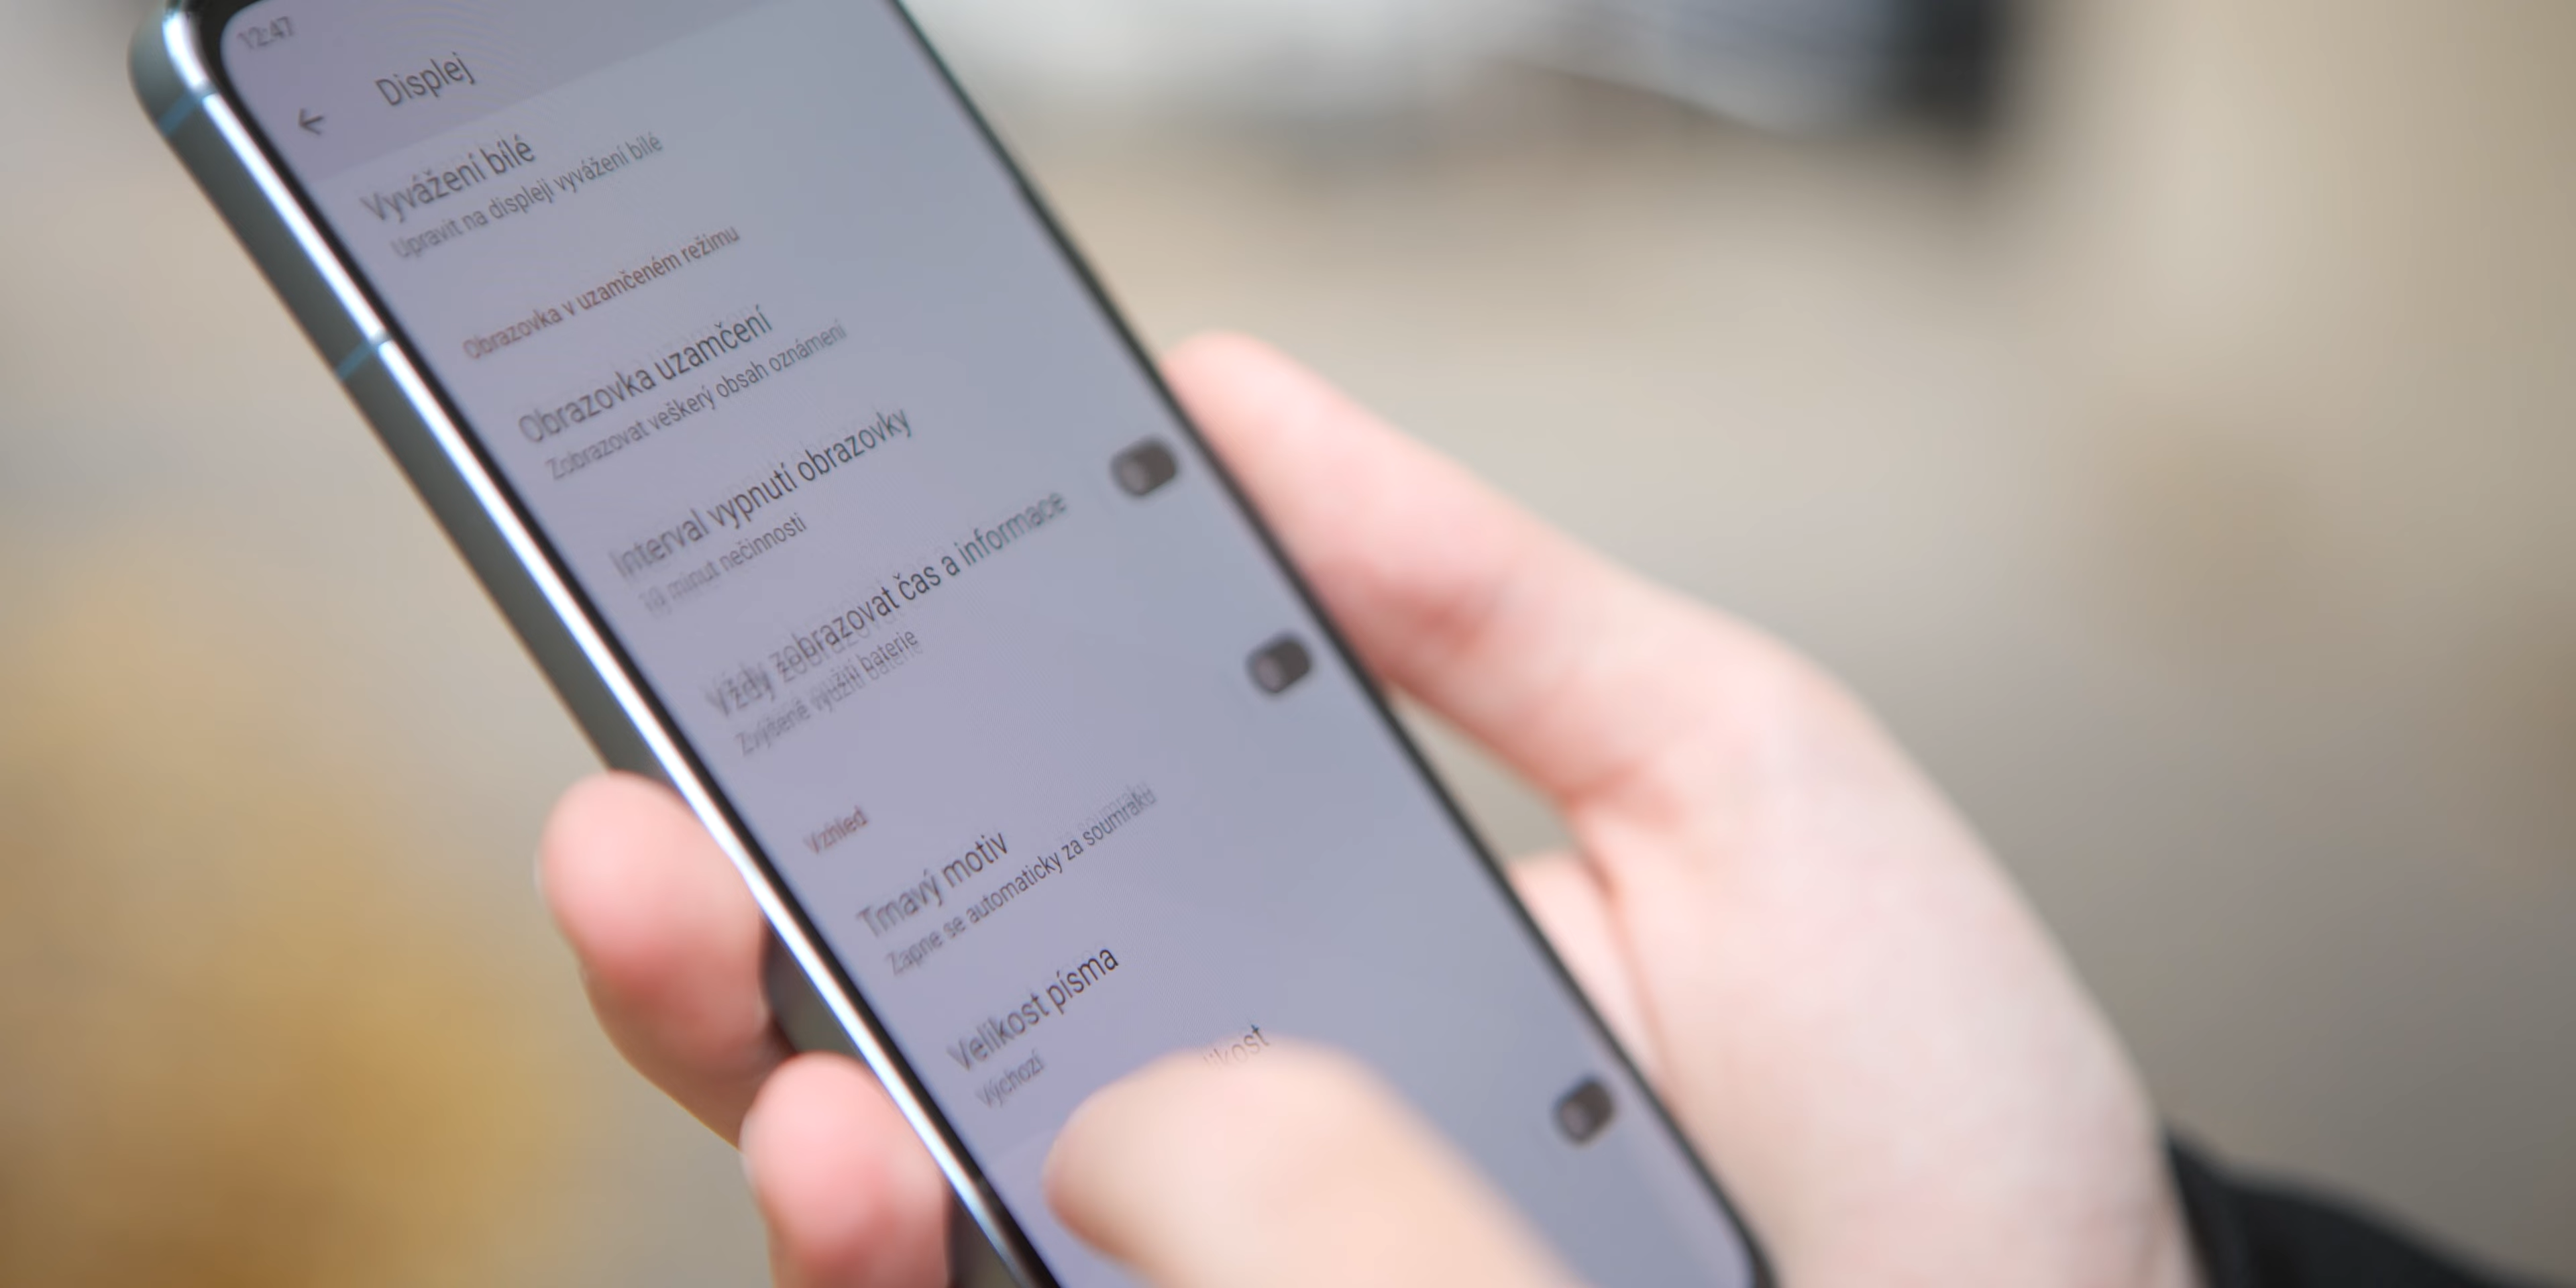 12:47
Displej
Vyvážení bílé
Upravit na displeji vyvážení bílé
Obrazovka v uzamčeném režimu
Obrazovka uzamčení
Zobrazovat veškerý obsah oznámení
Interval vypnutí obrazovky
10 minut nečinnosti
Vždy zobrazovat čas a informace
Zvýšené využití baterie
Vzhled
Tmavý motiv
Zapne se automaticky za soumraku
Velikost písma
Výchozí
likost